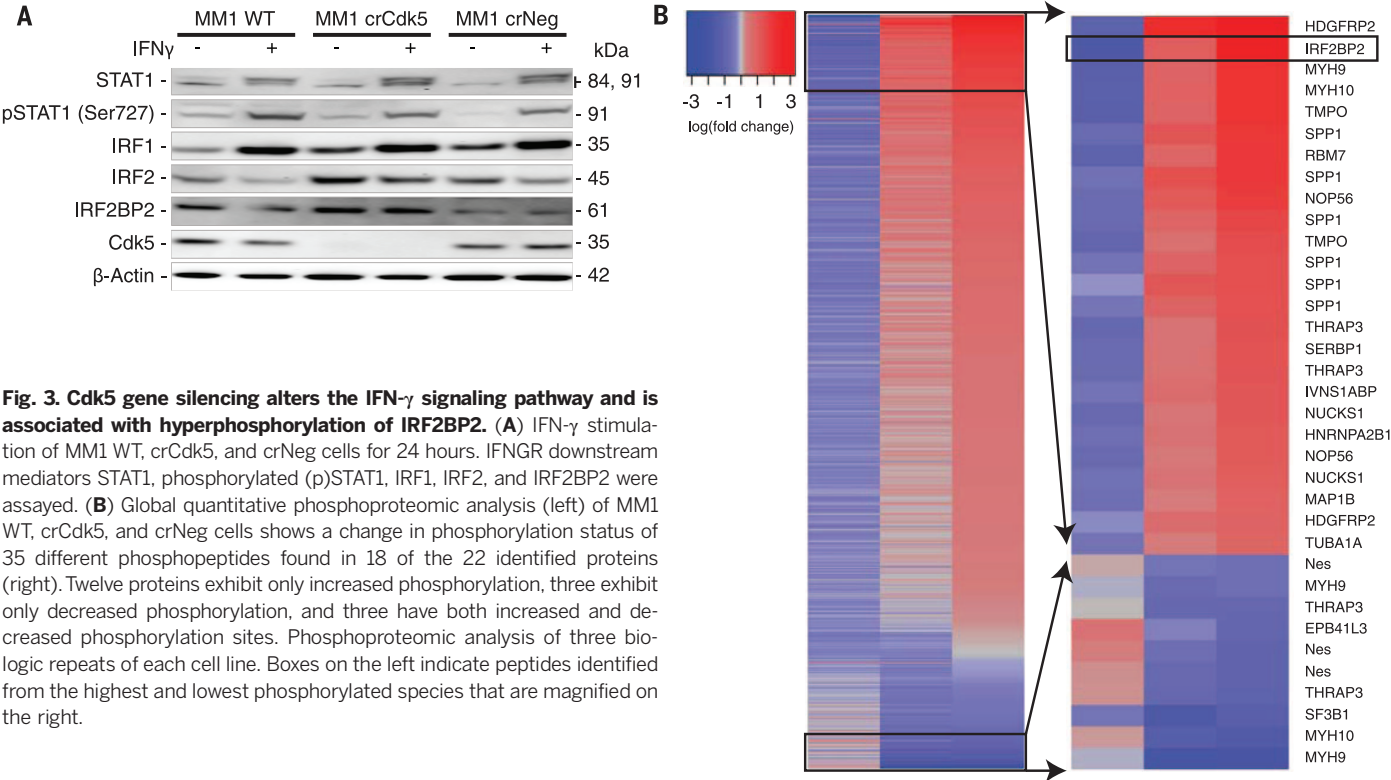 A
MM1 WT MM1 crCdk5 MM1 crNeg
IFNγ - + - + - + kDa
STAT1 - 84, 91
pSTAT1 (Ser727) - - 91
IRF1 - - 35
IRF2 - - 45
IRF2BP2 - - 61
Cdk5 - - 35
β-Actin - - 42
Fig. 3. Cdk5 gene silencing alters the IFN-γ signaling pathway and is
associated with hyperphosphorylation of IRF2BP2. (A) IFN-γ stimula-
tion of MM1 WT, crCdk5, and crNeg cells for 24 hours. IFNGR downstream
mediators STAT1, phosphorylated (p)STAT1, IRF1, IRF2, and IRF2BP2 were
assayed. (B) Global quantitative phosphoproteomic analysis (left) of MM1
WT, crCdk5, and crNeg cells shows a change in phosphorylation status of
35 different phosphopeptides found in 18 of the 22 identified proteins
(right). Twelve proteins exhibit only increased phosphorylation, three exhibit
only decreased phosphorylation, and three have both increased and de-
creased phosphorylation sites. Phosphoproteomic analysis of three bio-
logic repeats of each cell line. Boxes on the left indicate peptides identified
from the highest and lowest phosphorylated species that are magnified on
the right.
B
-3 -1 1 3
log(fold change)
HDGFRP2
IRF2BP2
MYH9
MYH10
TMPO
SPP1
RBM7
SPP1
NOP56
SPP1
TMPO
SPP1
SPP1
SPP1
THRAP3
SERBP1
THRAP3
IVNS1ABP
NUCKS1
HNRNPA2B1
NOP56
NUCKS1
MAP1B
HDGFRP2
TUBA1A
Nes
MYH9
THRAP3
EPB41L3
Nes
Nes
THRAP3
SF3B1
MYH10
MYH9